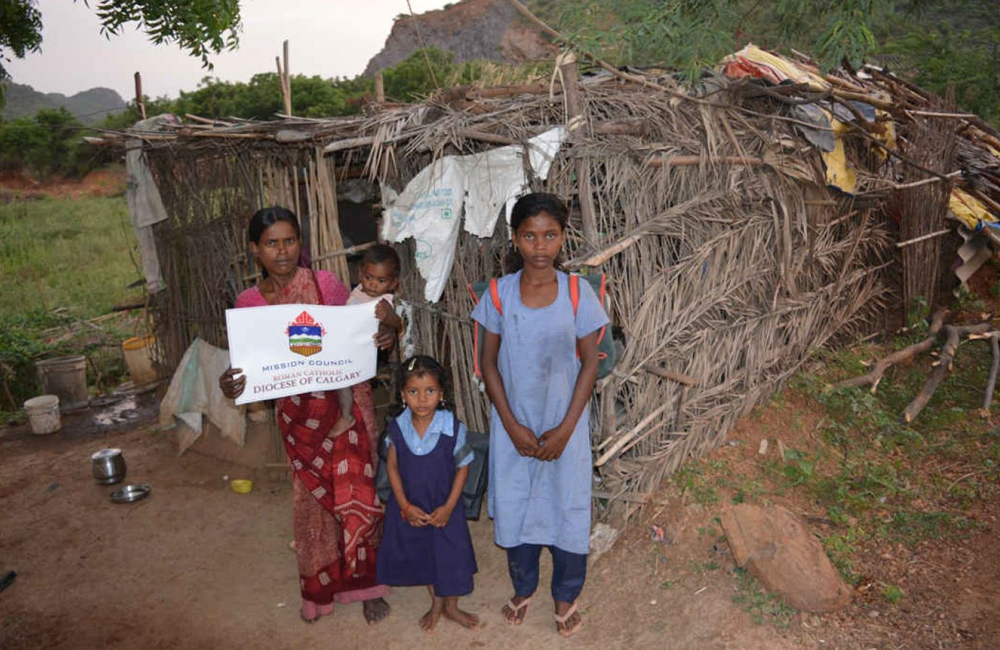 MISSION COUNCIL
ROMAN CATHOLIC
DIOCESE OF CALGARY